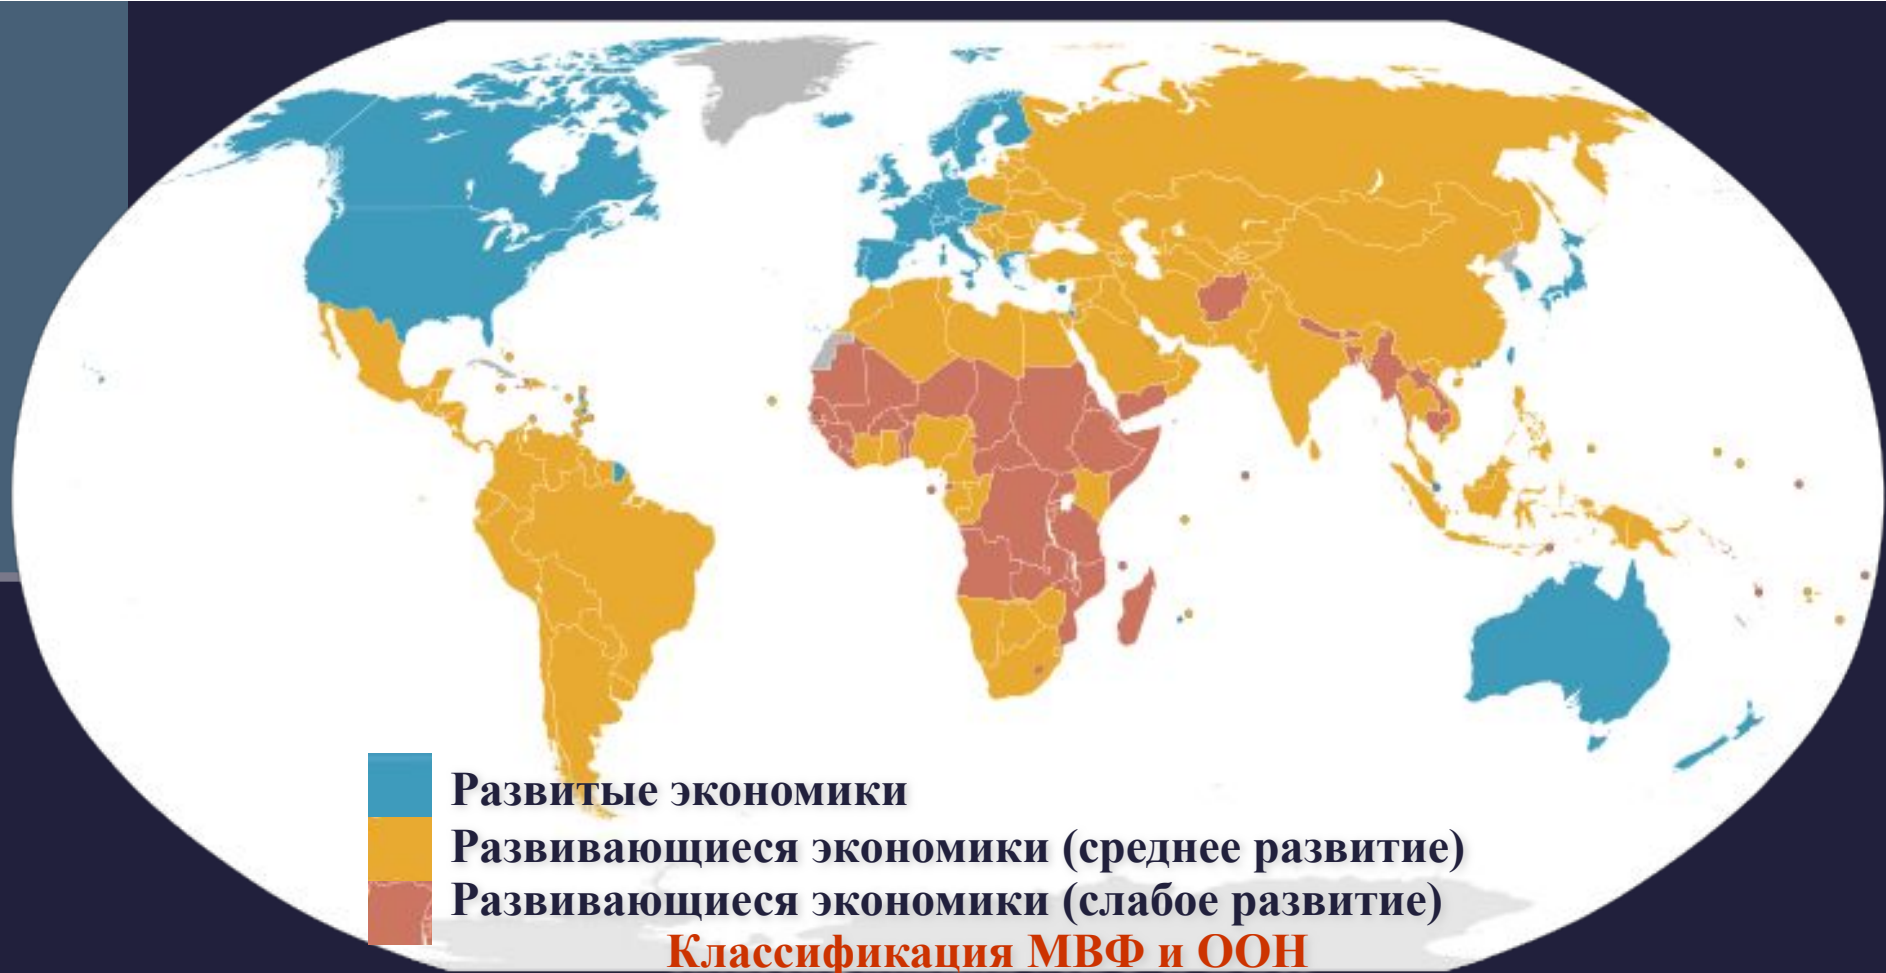 Развитые экономики
Развивающиеся экономики (среднее развитие)
Развивающиеся экономики (слабое развитие)
Классификация МВФ и ООН